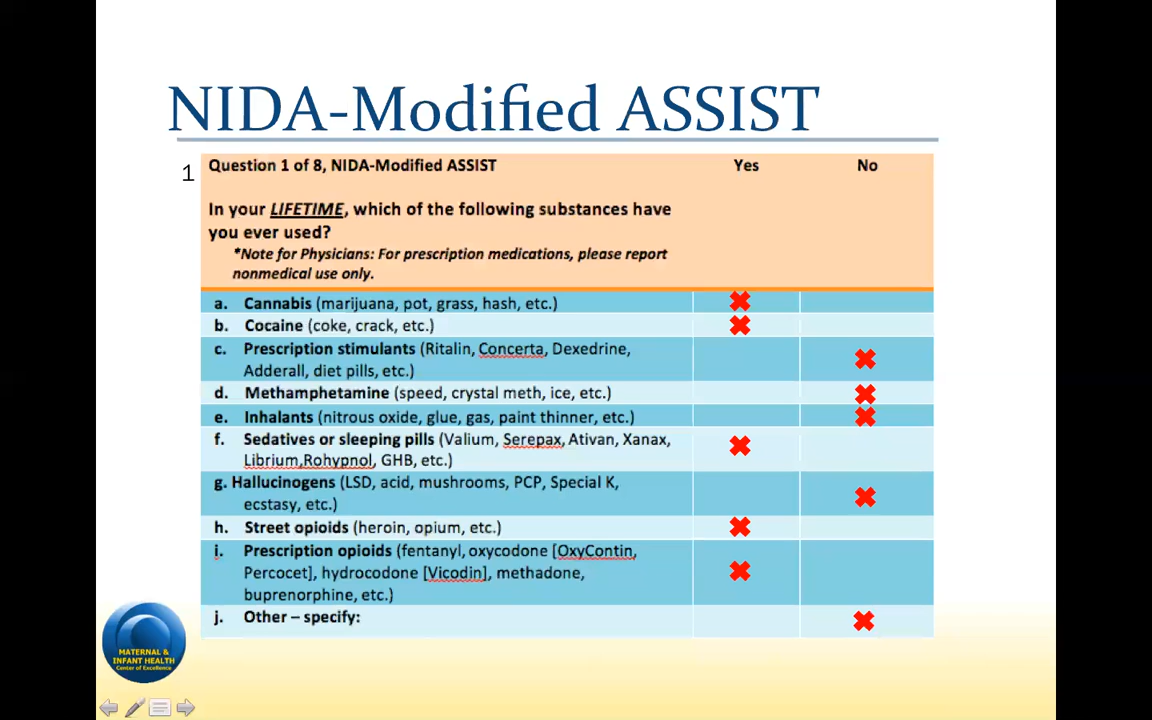 NIDA-Modified ASSIST
1
Question 1 of 8, NIDA-Modified ASSIST Yes No
In your LIFETIME, which of the following substances have
you ever used?
*Note for Physicians: For prescription medications, please report
nonmedical use only.
a. Cannabis (marijuana, pot, grass, hash, etc.)
b. Cocaine (coke, crack, etc.)
c. Prescription stimulants (Ritalin, Concerta, Dexedrine,
Adderall, diet pills, etc.)
d. Methamphetamine (speed, crystal meth, ice, etc.)
e. Inhalants (nitrous oxide, glue, gas, paint thinner, etc.)
f. Sedatives or sleeping pills (Valium, Serepax, Ativan, Xanax,
Librium,Rohypnol, GHB, etc.)
g. Hallucinogens (LSD, acid, mushrooms, PCP, Special K,
ecstasy, etc.)
h. Street opioids (heroin, opium, etc.)
i. Prescription opioids (fentanyl, oxycodone [OxyContin,
Percocet], hydrocodone [Vicodin], methadone,
buprenorphine, etc.)
j. Other – specify:
MATERNAL &
INFANT HEALTH
Center of Excellence